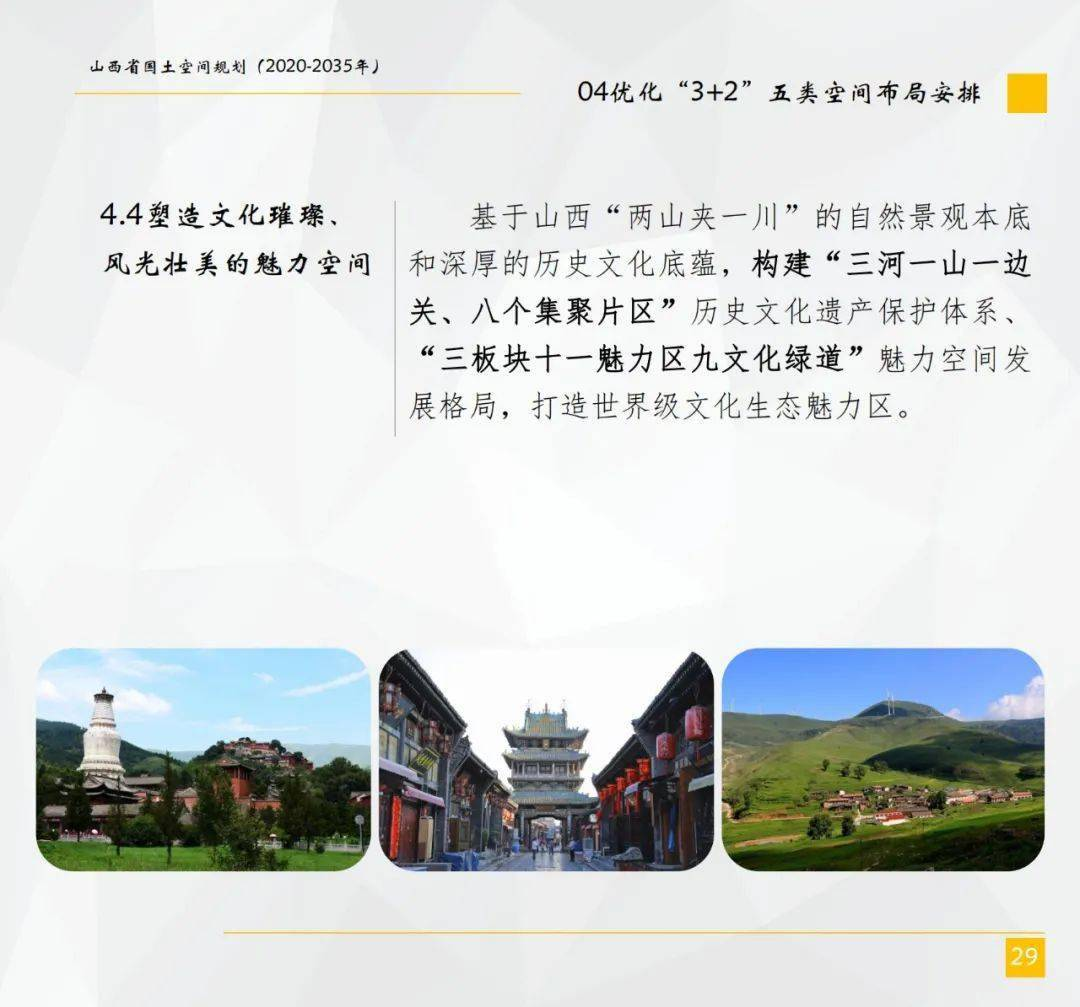 山西省国土空间规划（2020-2035年）
04优化“3+2”五类空间布局安排
4.4塑造文化璀璨、
风光壮美的魅力空间
基于山西“两山夹一川”的自然景观本底
和深厚的历史文化底蕴，构建“三河一山一边
关、八个集聚片区”历史文化遗产保护体系、
“三板块十一魅力区九文化绿道”魅力空间发
展格局，打造世界级文化生态魅力区。
29